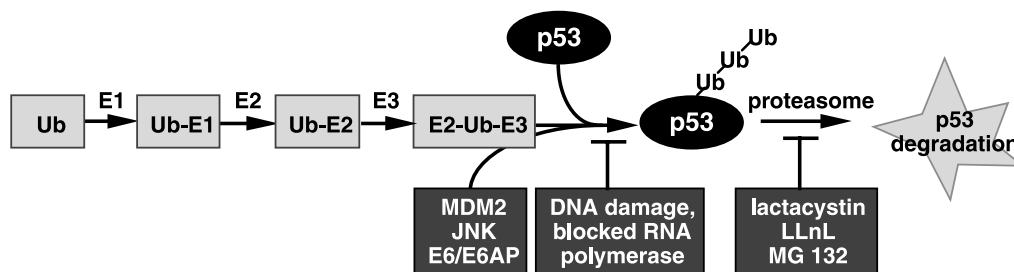 p53
Ub
Ub
Ub
E1
E2
E3
proteasome
Ub
Ub-E1
Ub-E2
E2-Ub-E3
p53
p53
degradation
MDM2
JNK
E6/E6AP
DNA damage,
blocked RNA
polymerase
lactacystin
LLnL
MG 132